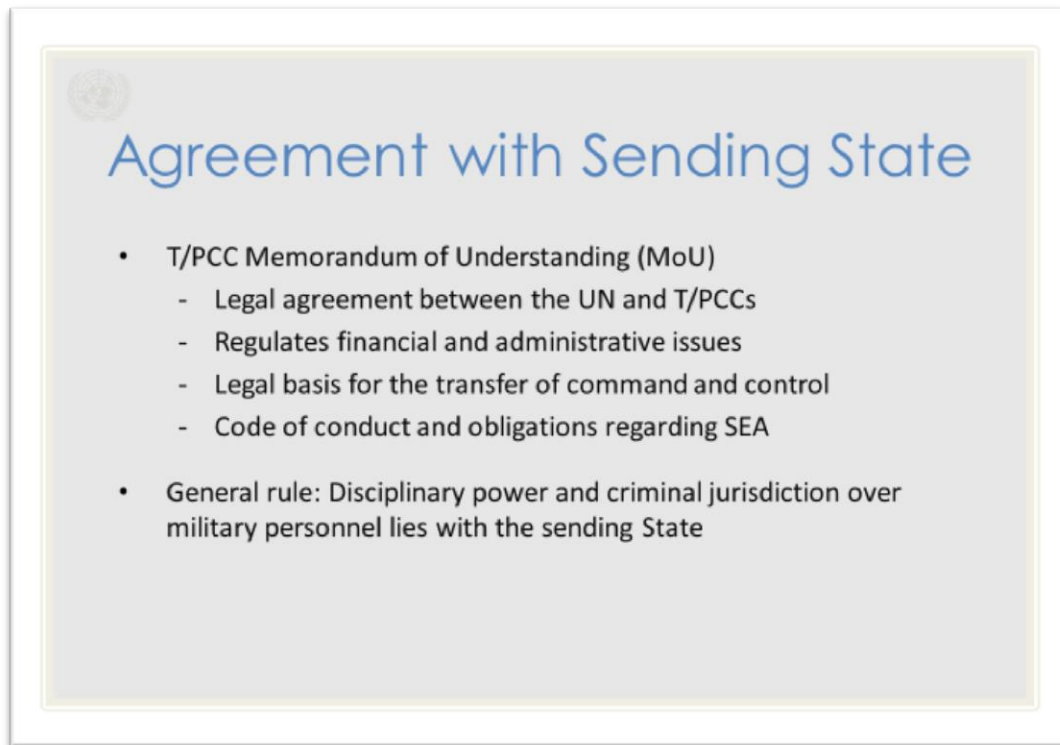 Agreement with Sending State
• T/PCC Memorandum of Understanding (MoU)
- Legal agreement between the UN and T/PCCs
- Regulates financial and administrative issues
- Legal basis for the transfer of command and control
- Code of conduct and obligations regarding SEA
• General rule: Disciplinary power and criminal jurisdiction over
military personnel lies with the sending State